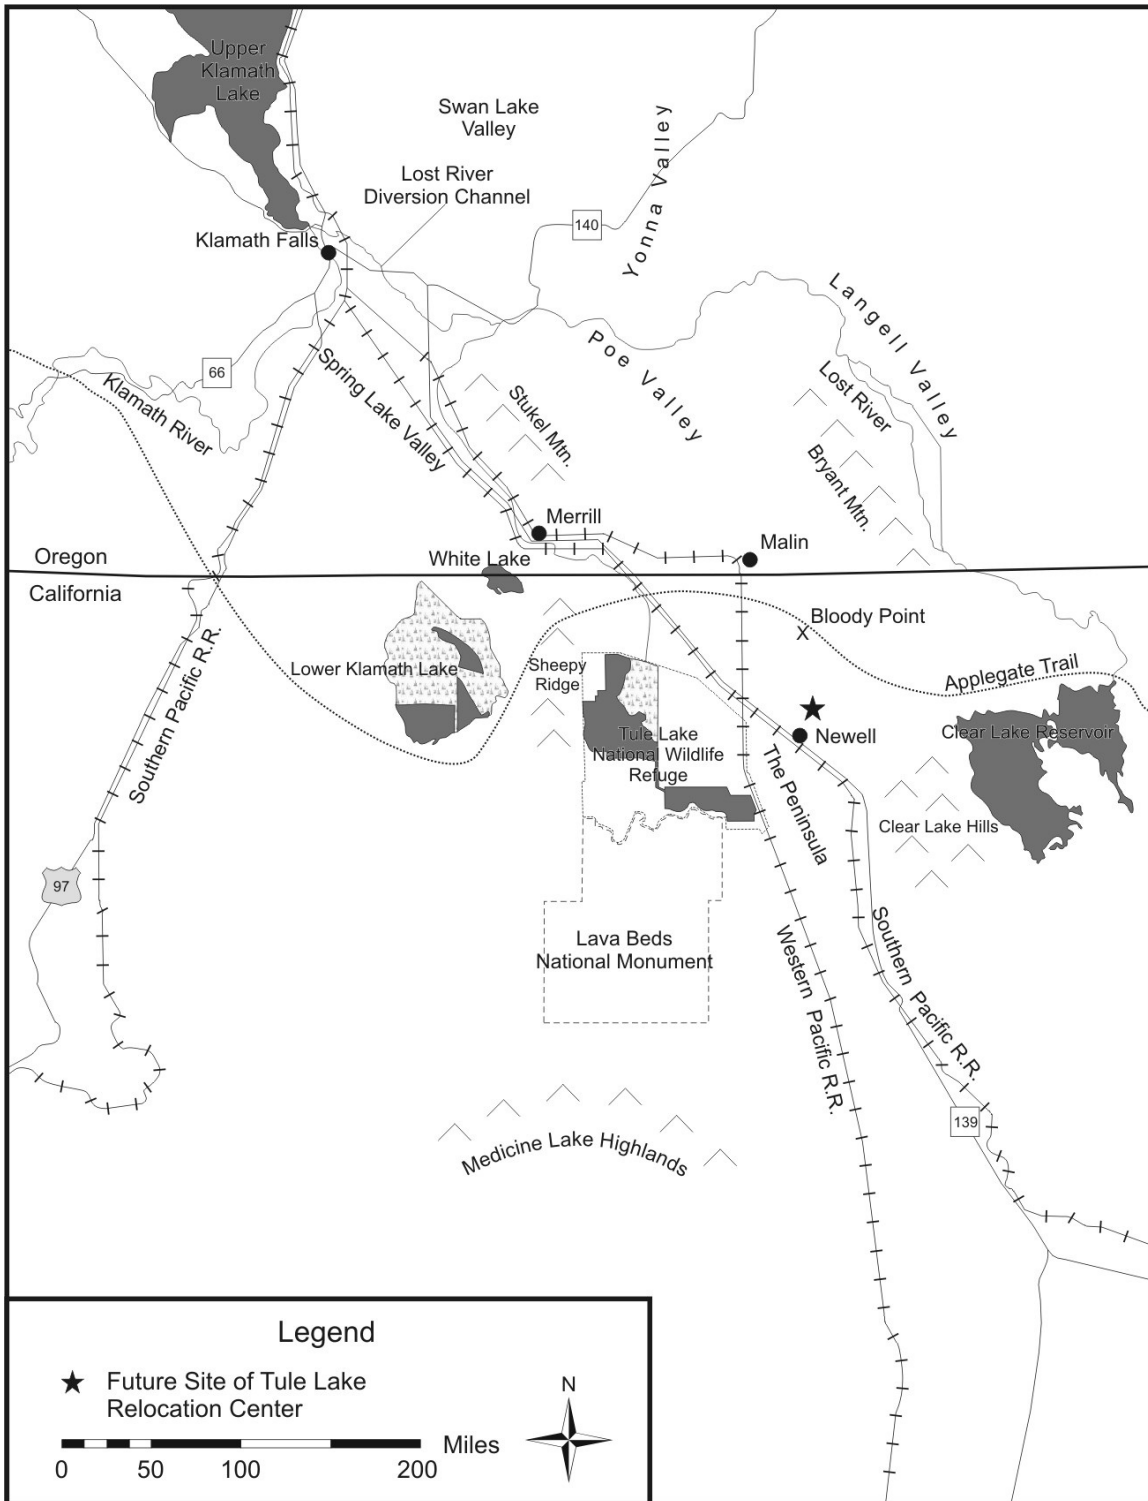 Upper
Klamath
Lake
Swan Lake
Valley
Yonna Valley
Lost River
Diversion Channel
140
Klamath Falls
Langell Valley
Poe Valley
66
Klamath River
Spring Lake Valley
Stukel Mtn.
Lost River
Bryant Mtn.
Merrill
Malin
Oregon
White Lake
California
Bloody Point
Lower Klamath Lake
Sheepy
Ridge
Applegate Trail
Southern Pacific R.R.
Tule Lake
National Wildlife
Refuge
Newell
Clear Lake Reservoir
The Peninsula
Clear Lake Hills
97
Lava Beds
National Monument
Western Pacific R.R.
Southern Pacific R.R.
139
Medicine Lake Highlands
Legend
Future Site of Tule Lake
Relocation Center
N
Miles
0 50 100 200